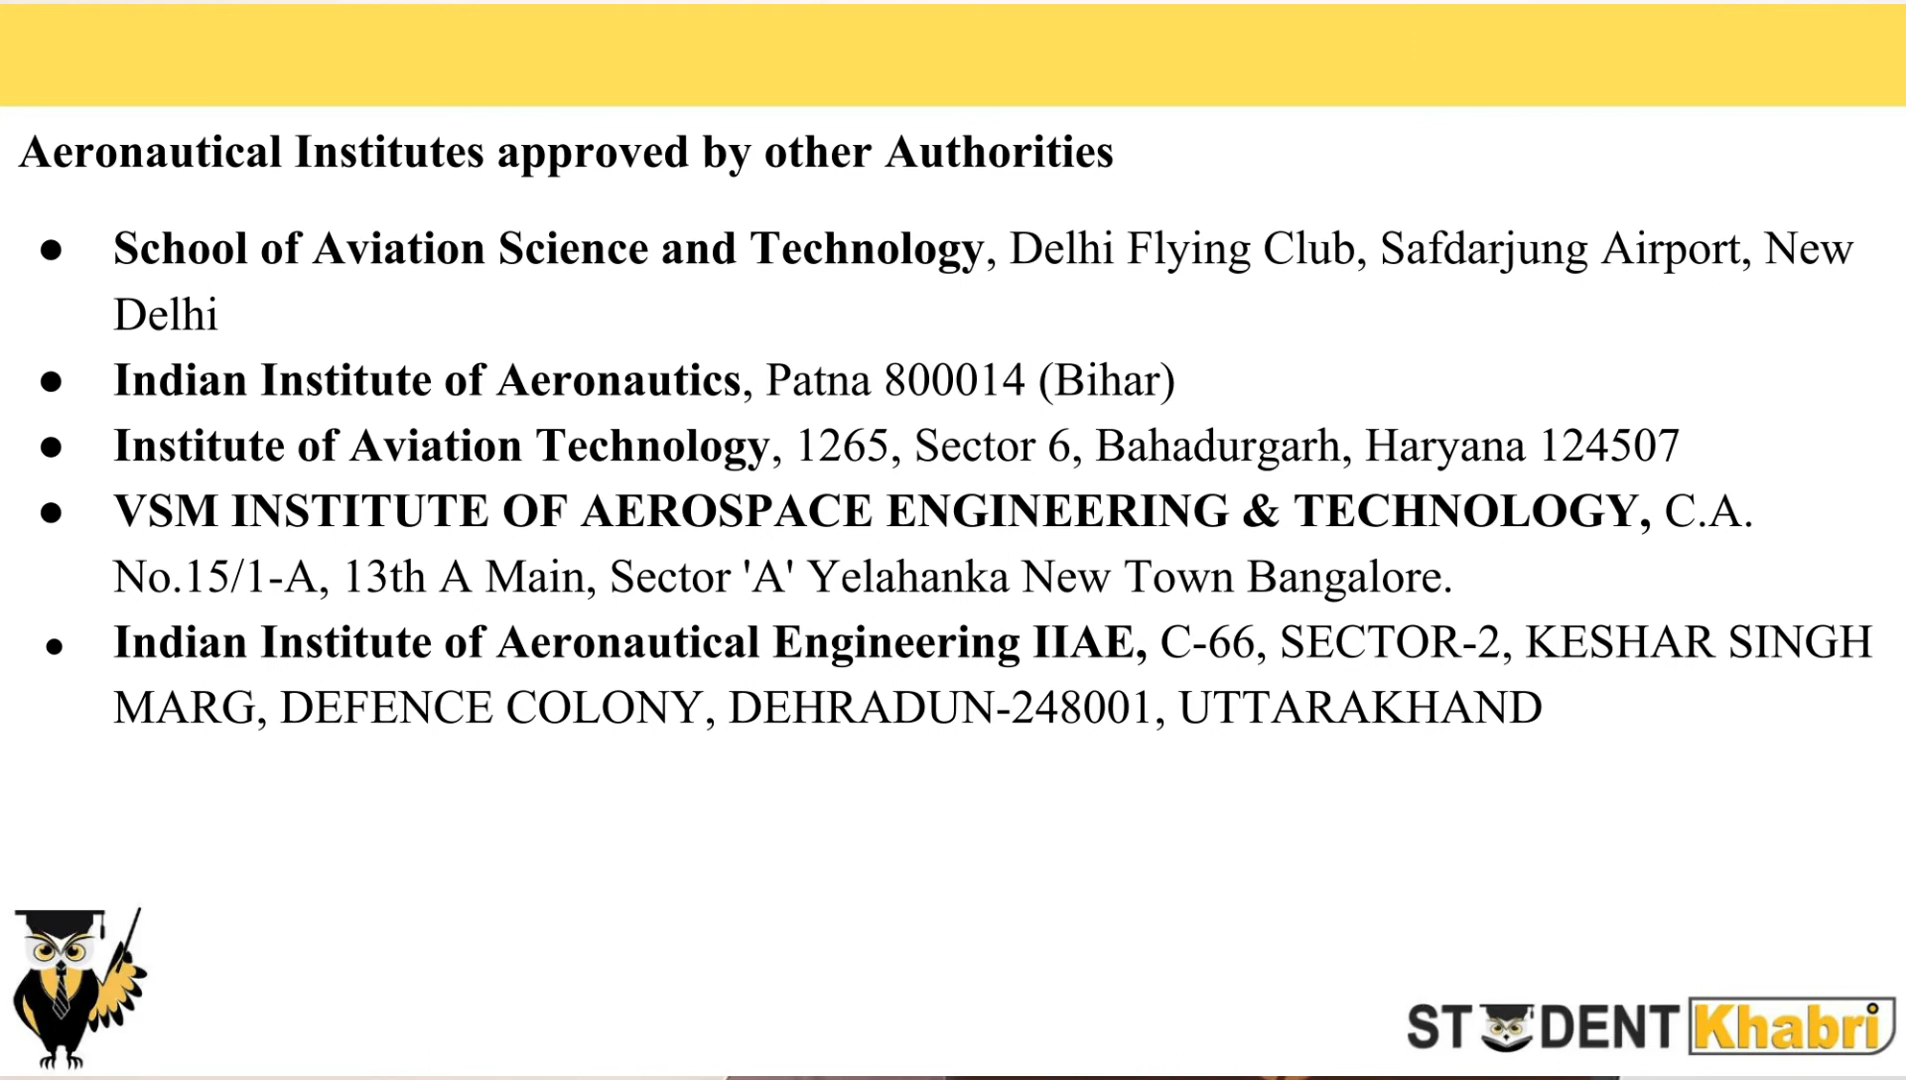 Aeronautical Institutes approved by other Authorities
● School of Aviation Science and Technology, Delhi Flying Club, Safdarjung Airport, New
Delhi
● Indian Institute of Aeronautics, Patna 800014 (Bihar)
● Institute of Aviation Technology, 1265, Sector 6, Bahadurgarh, Haryana 124507
● VSM INSTITUTE OF AEROSPACE ENGINEERING & TECHNOLOGY, C.A.
No.15/1-A, 13th A Main, Sector 'A' Yelahanka New Town Bangalore.
● Indian Institute of Aeronautical Engineering IIAE, C-66, SECTOR-2, KESHAR SINGH
MARG, DEFENCE COLONY, DEHRADUN-248001, UTTARAKHAND
STUDENT Khabri